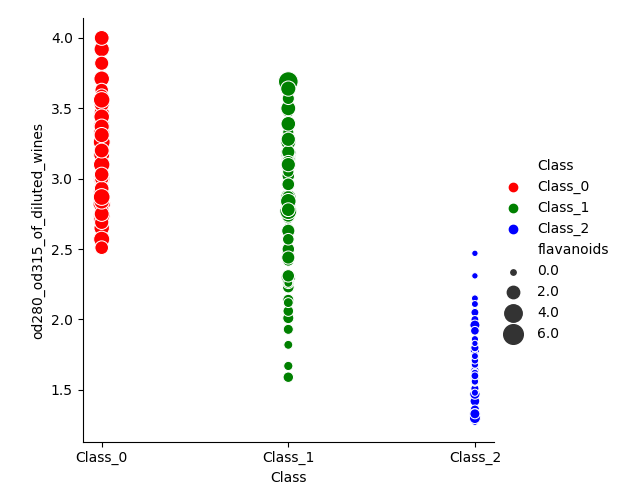 od280_od315_of_diluted_wines
4.0
3.5
3.0
2.5
2.0
1.5
Class_0
Class_1
Class_2
Class
Class
Class_0
Class_1
Class_2
flavanoids
0.0
2.0
4.0
6.0